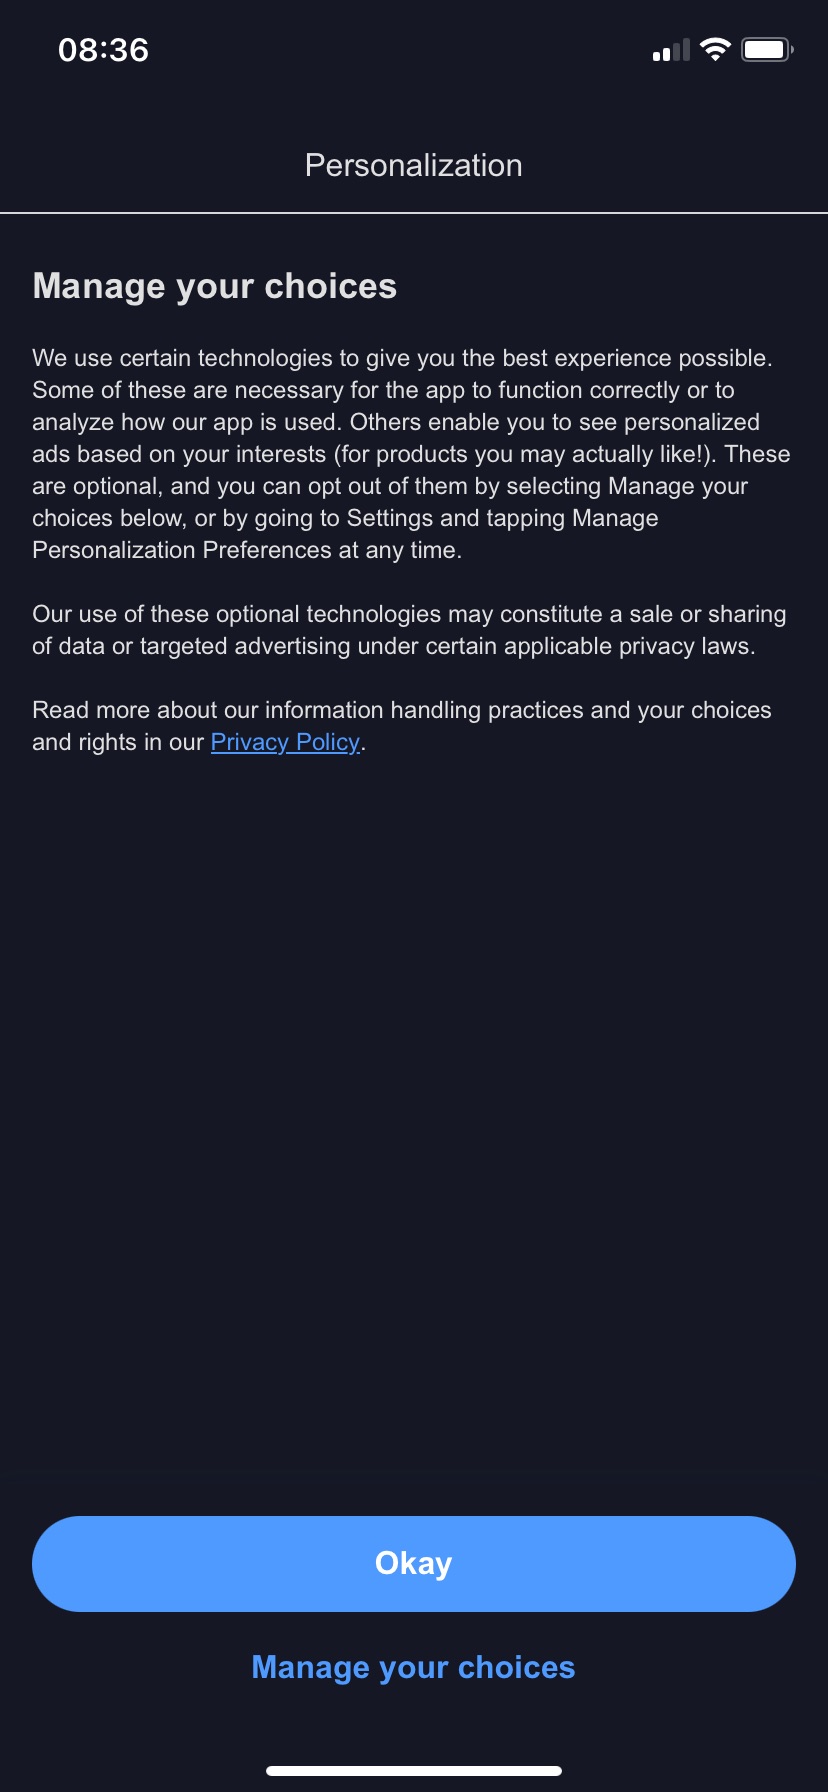 08:36
Personalization
Manage your choices
We use certain technologies to give you the best experience possible.
Some of these are necessary for the app to function correctly or to
analyze how our app is used. Others enable you to see personalized
ads based on your interests (for products you may actually like!). These
are optional, and you can opt out of them by selecting Manage your
choices below, or by going to Settings and tapping Manage
Personalization Preferences at any time.
Our use of these optional technologies may constitute a sale or sharing
of data or targeted advertising under certain applicable privacy laws.
Read more about our information handling practices and your choices
and rights in our Privacy Policy.
Okay
Manage your choices